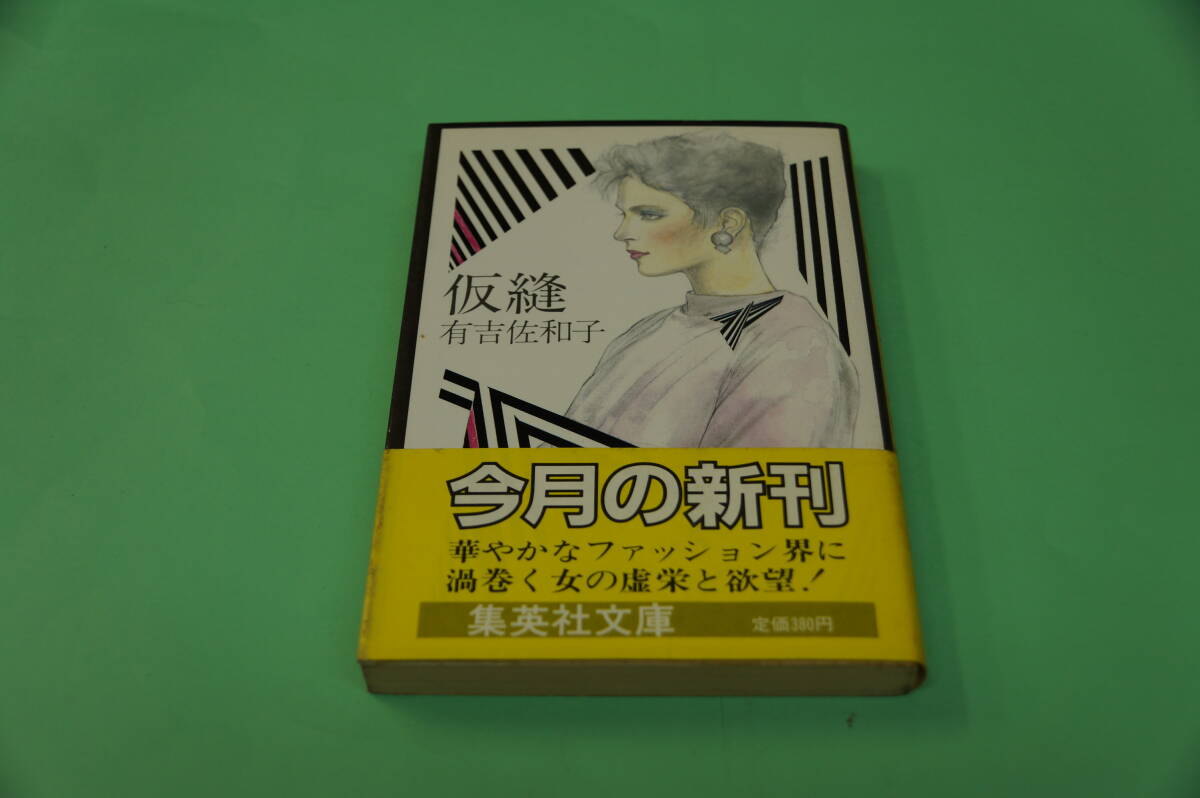 仮縫
有吉佐和子
今月の新刊
華やかなファッション界に
渦巻く女の虚栄と欲望!
集英社文庫 定価380円